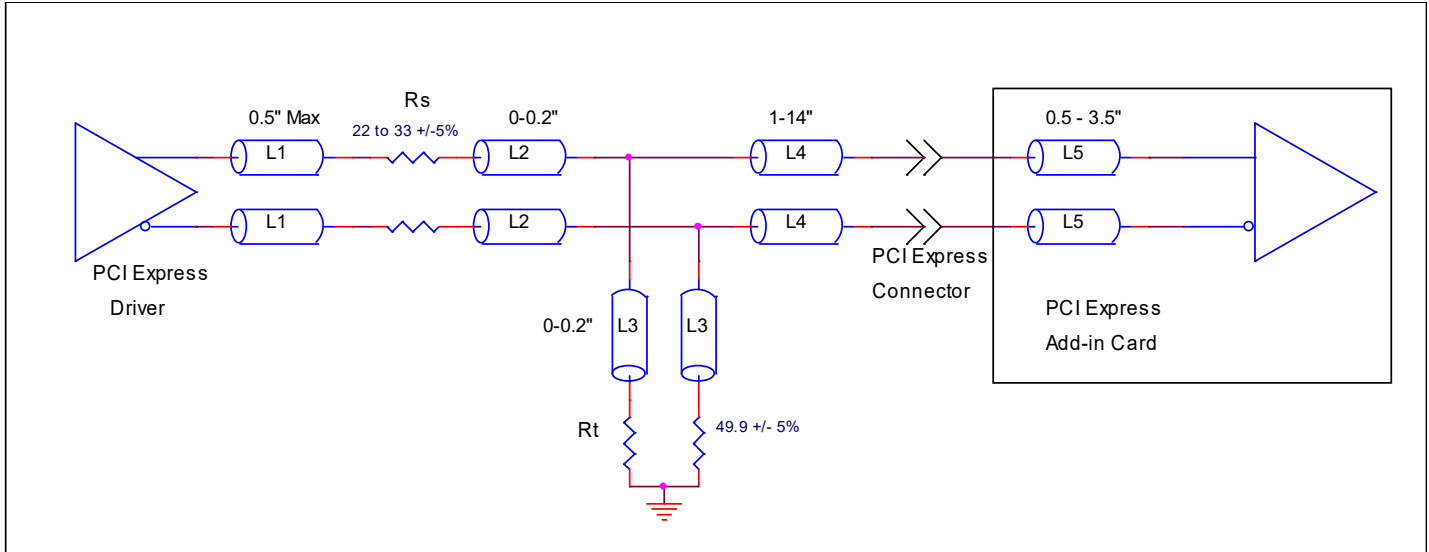 Rs
0.5" Max
22 to 33 +/-5%
0-0.2"
1-14"
0.5 - 3.5"
L1
L2
L4
L5
L1
L2
L4
L5
PCI Express
Driver
PCI Express
Connector
0-0.2"
L3
L3
PCI Express
Add-in Card
Rt
49.9 +/- 5%